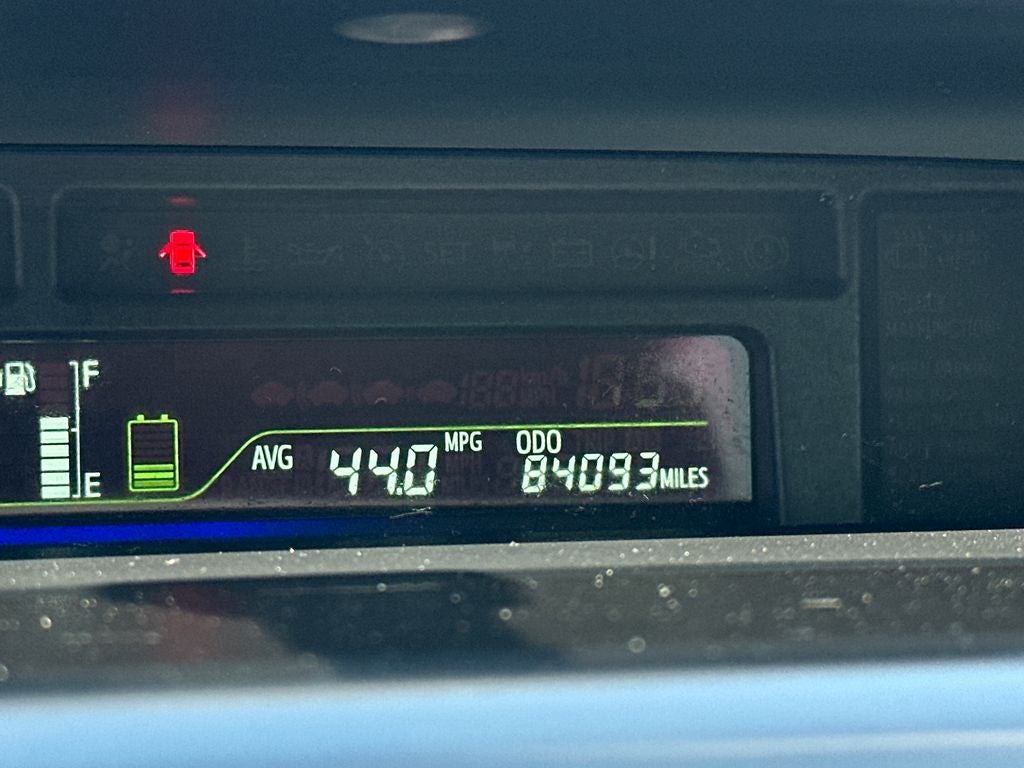 F
E
AVG 44.0 MPG
ODO
84093 MILES